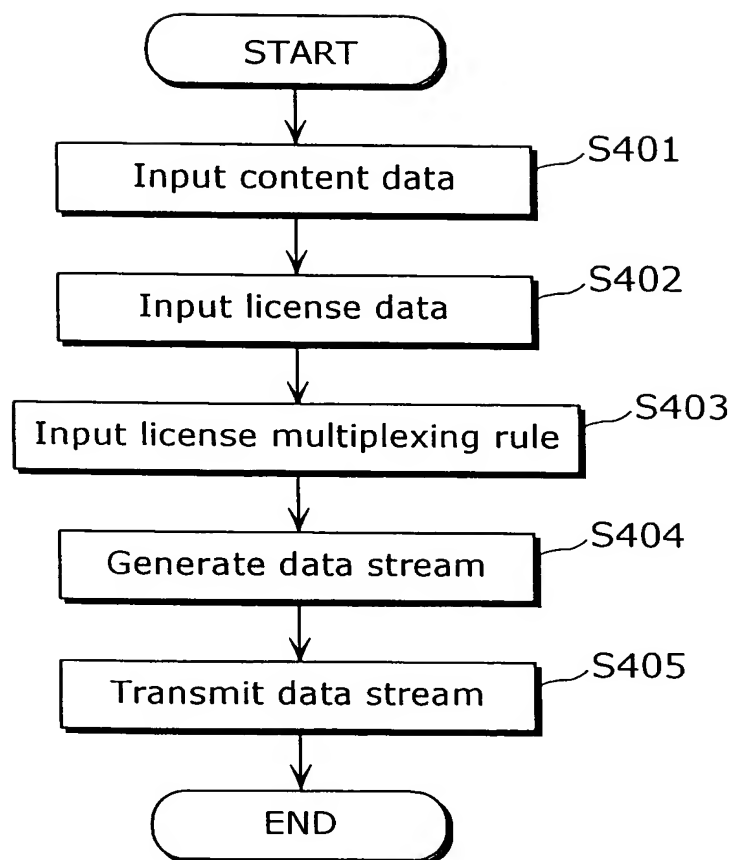 START
Input content data
S401
Input license data
S402
Input license multiplexing rule
S403
Generate data stream
S404
Transmit data stream
S405
END